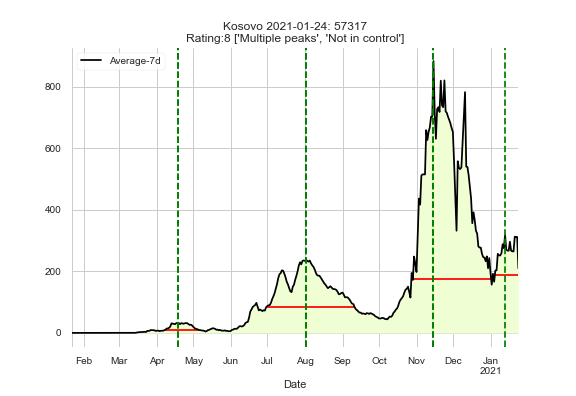 Kosovo 2021-01-24: 57317
Rating:8 ['Multiple peaks', 'Not in control']
Average-7d
800
600
400
200
0
Feb Mar Apr May Jun Jul Aug Sep Oct Nov Dec Jan
2021
Date